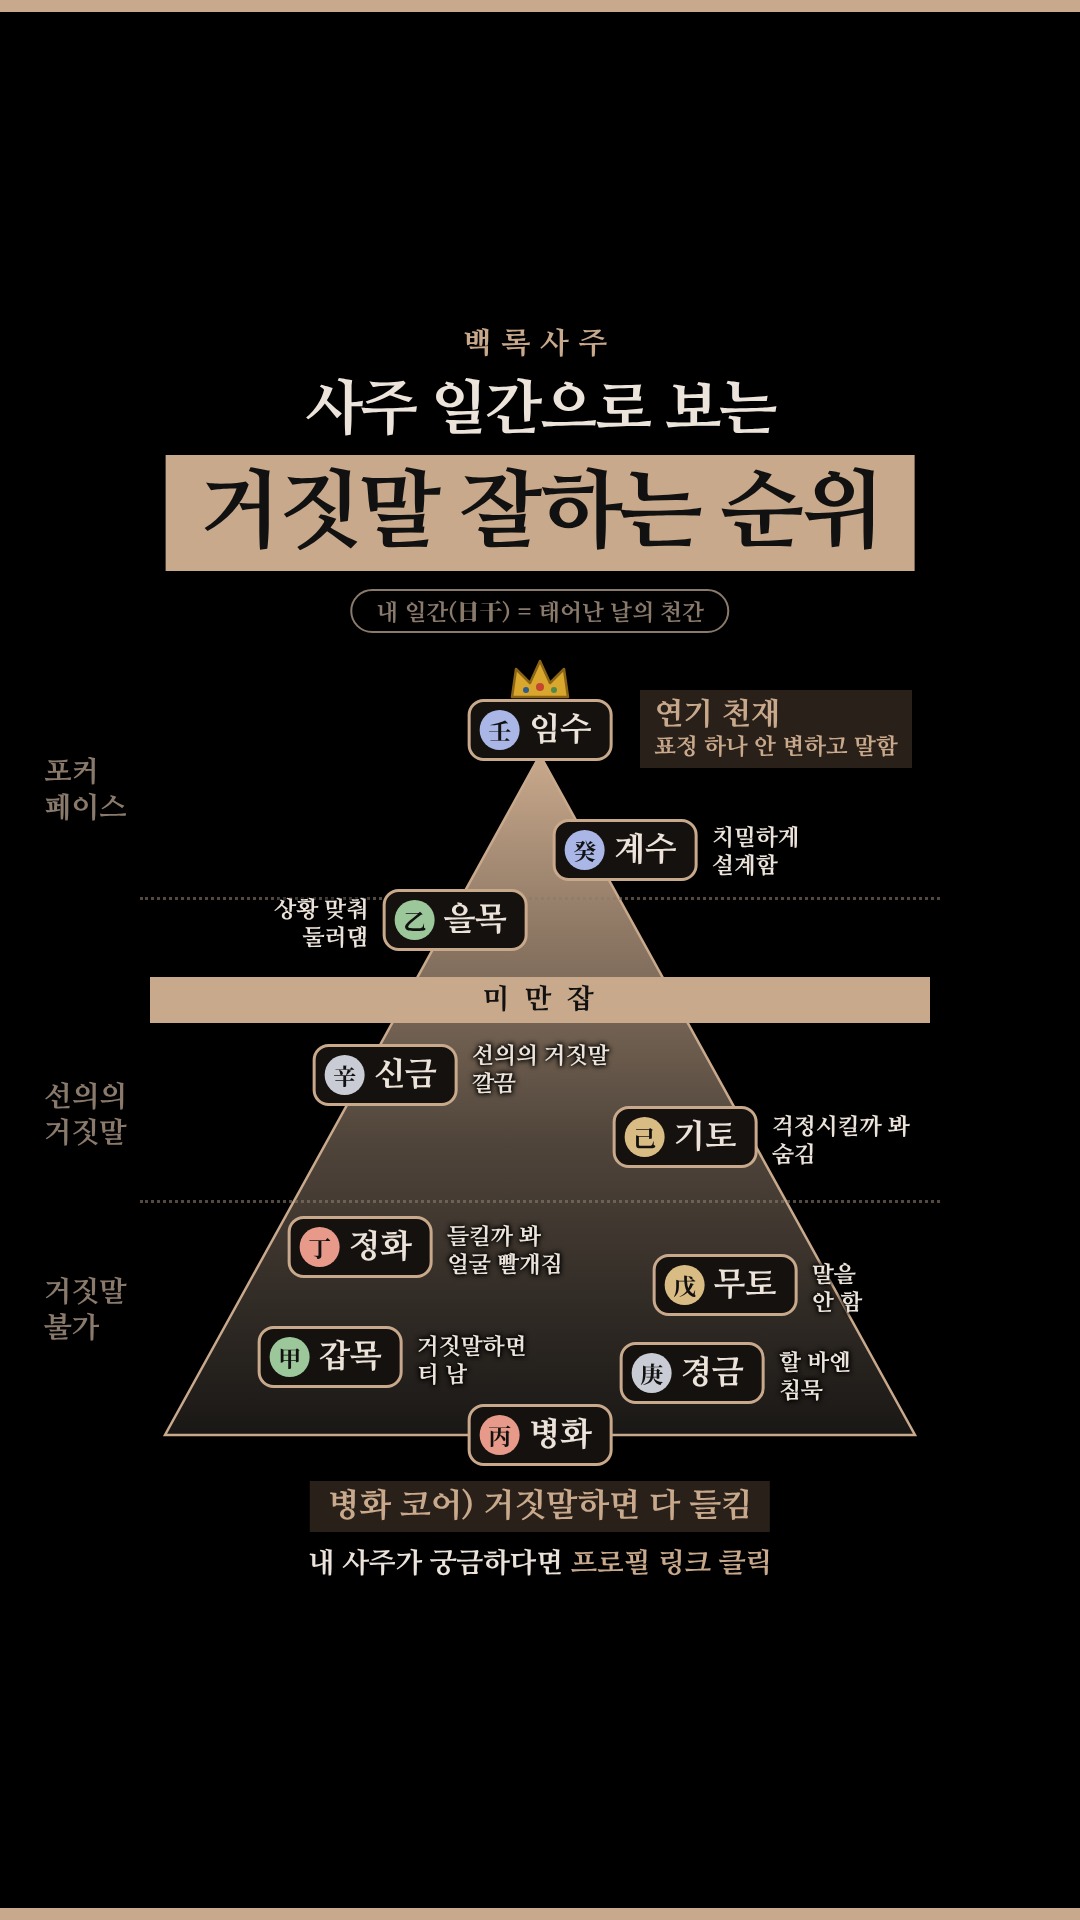 백록사주
사주 일간으로 보는
거짓말 잘하는 순위
내 일간(日干) = 태어난 날의 천간
壬 임수
연기 천재
표정 하나 안 변하고 말함
포커
페이스
癸 계수
치밀하게
설계함
상황 맞춰
둘러댐
乙 을목
미만잡
辛 신금
선의의 거짓말
깔끔
선의의
거짓말
己 기토
걱정시킬까 봐
숨김
丁 정화
들킬까 봐
얼굴 빨개짐
戊 무토
말을
안 함
거짓말
불가
甲 갑목
거짓말하면
티 남
庚 경금
할 바엔
침묵
丙 병화
병화 코어) 거짓말하면 다 들킴
내 사주가 궁금하다면 프로필 링크 클릭